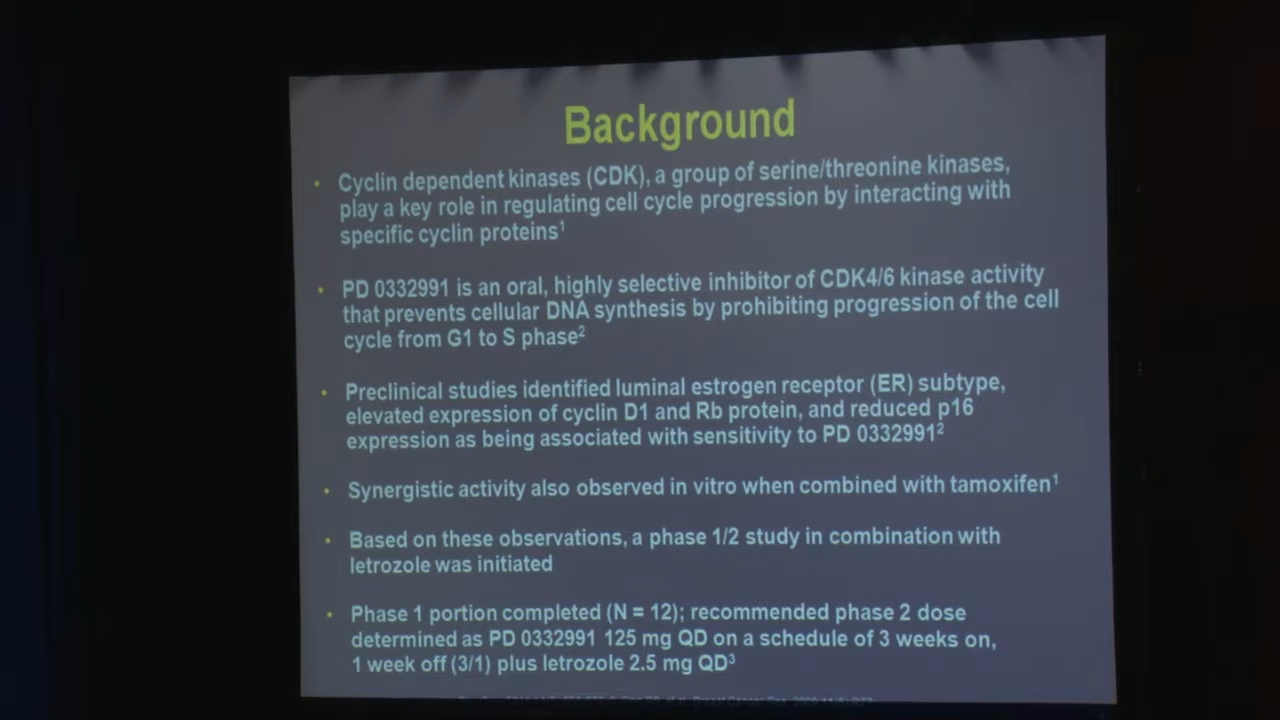 Background
• Cyclin dependent kinases (CDK), a group of serine/threonine kinases,
play a key role in regulating cell cycle progression by interacting with
specific cyclin proteins¹
• PD 0332991 is an oral, highly selective inhibitor of CDK4/6 kinase activity
that prevents cellular DNA synthesis by prohibiting progression of the cell
cycle from G1 to S phase²
• Preclinical studies identified luminal estrogen receptor (ER) subtype,
elevated expression of cyclin D1 and Rb protein, and reduced p16
expression as being associated with sensitivity to PD 0332991²
• Synergistic activity also observed in vitro when combined with tamoxifen¹
• Based on these observations, a phase 1/2 study in combination with
letrozole was initiated
• Phase 1 portion completed (N = 12); recommended phase 2 dose
determined as PD 0332991 125 mg QD on a schedule of 3 weeks on,
1 week off (3/1) plus letrozole 2.5 mg QD³